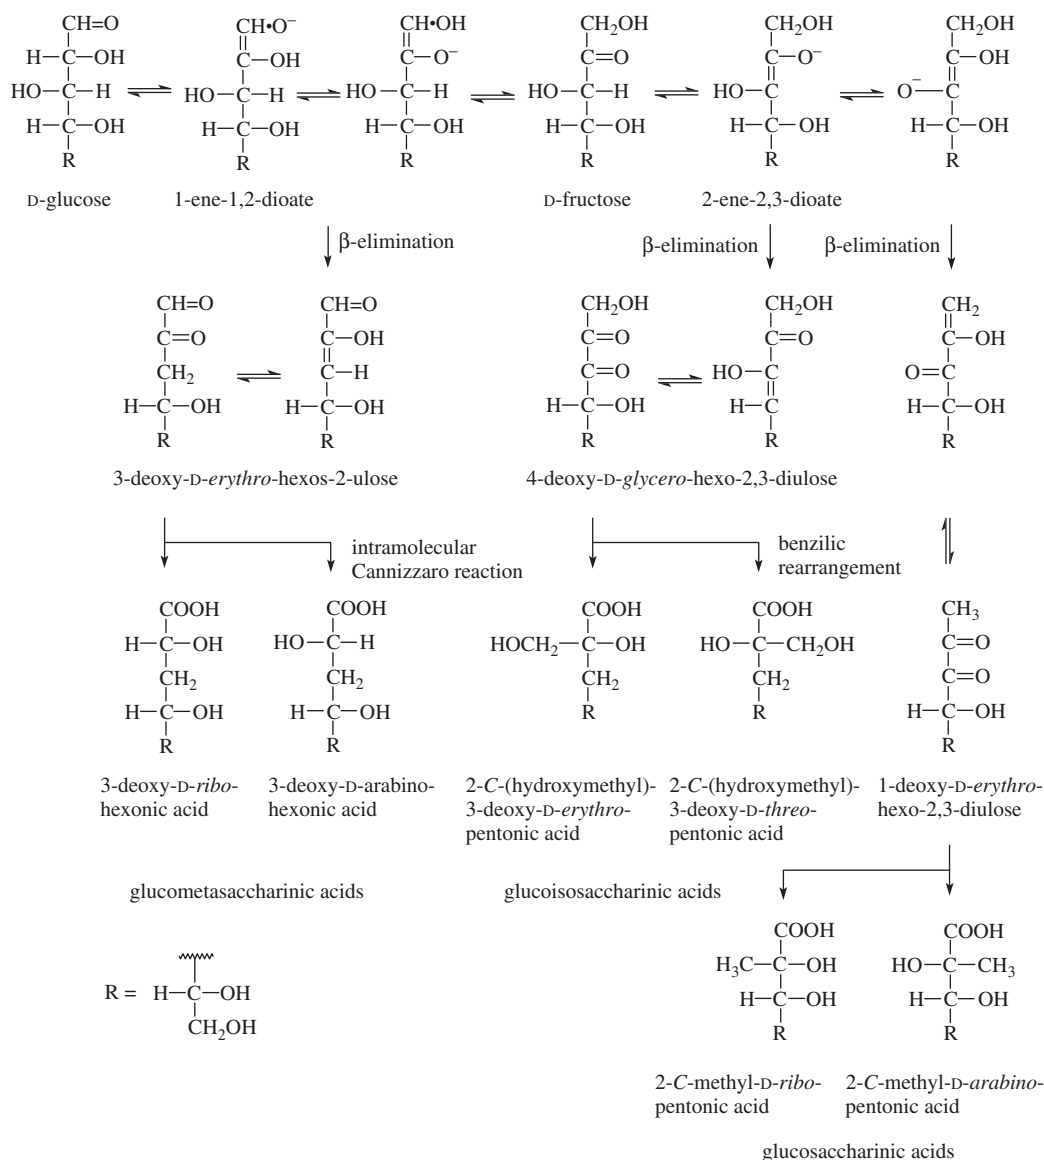 CH=O CH•O⁻ CH•OH CH₂OH CH₂OH CH₂OH
H–C–OH C–OH C–O⁻ C=O C–O⁻ C–OH
HO–C–H HO–C–H HO–C–H HO–C–H HO–C O⁻–C
H–C–OH H–C–OH H–C–OH H–C–OH H–C–OH H–C–OH
R R R R R R
D-glucose 1-ene-1,2-dioate D-fructose 2-ene-2,3-dioate
β-elimination β-elimination β-elimination
CH=O CH=O CH₂OH CH₂OH CH₂
C=O C–OH C=O C=O C–OH
CH₂ C–H C=O HO–C O=C
H–C–OH H–C–OH H–C–OH H–C H–C–OH
R R R R R
3-deoxy-D-erythro-hexos-2-ulose 4-deoxy-D-glycero-hexo-2,3-diulose
intramolecular
Cannizzaro reaction
benzilic
rearrangement
COOH COOH COOH COOH CH₃
H–C–OH HO–C–H HOCH₂–C–OH HO–C–CH₂OH C=O
CH₂ CH₂ CH₂ CH₂ C=O
H–C–OH H–C–OH R R H–C–OH
R R R
3-deoxy-D-ribo-
hexonic acid
3-deoxy-D-arabino-
hexonic acid
2-C-(hydroxymethyl)-
3-deoxy-D-erythro-
pentonic acid
2-C-(hydroxymethyl)-
3-deoxy-D-threo-
pentonic acid
1-deoxy-D-erythro-
hexo-2,3-diulose
glucometasaccharinic acids glucoisosaccharinic acids
COOH COOH
H₃C–C–OH HO–C–CH₃
H–C–OH H–C–OH
R R
R = H–C–OH
CH₂OH
2-C-methyl-D-ribo-
pentonic acid
2-C-methyl-D-arabino-
pentonic acid
glucosaccharinic acids